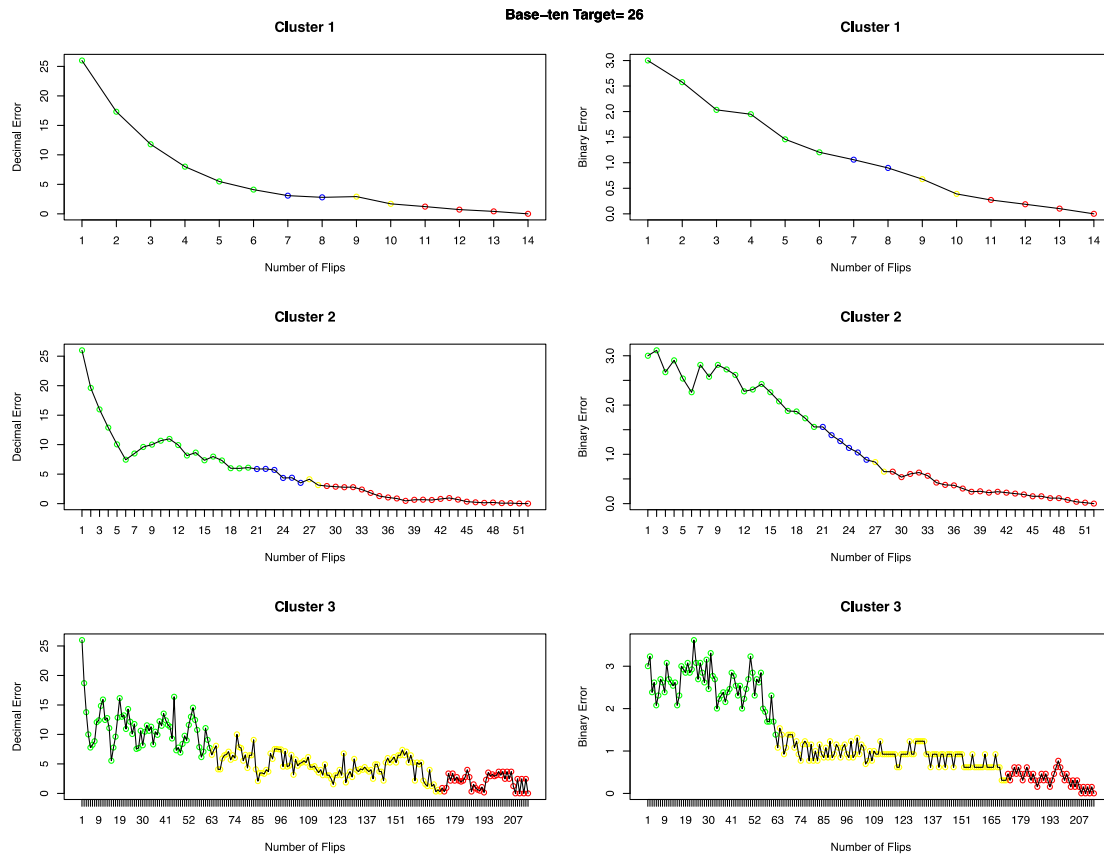 Base-ten Target= 26
Cluster 1
Decimal Error
0 5 10 15 20 25
1 2 3 4 5 6 7 8 9 10 11 12 13 14
Number of Flips
Cluster 1
Binary Error
0.0 0.5 1.0 1.5 2.0 2.5 3.0
1 2 3 4 5 6 7 8 9 10 11 12 13 14
Number of Flips
Cluster 2
Decimal Error
0 5 10 15 20 25
1 3 5 7 9 12 15 18 21 24 27 30 33 36 39 42 45 48 51
Number of Flips
Cluster 2
Binary Error
0.0 1.0 2.0 3.0
1 3 5 7 9 12 15 18 21 24 27 30 33 36 39 42 45 48 51
Number of Flips
Cluster 3
Decimal Error
0 5 10 15 20 25
1 9 19 30 41 52 63 74 85 96 109 123 137 151 165 179 193 207
Number of Flips
Cluster 3
Binary Error
0 1 2 3
1 9 19 30 41 52 63 74 85 96 109 123 137 151 165 179 193 207
Number of Flips